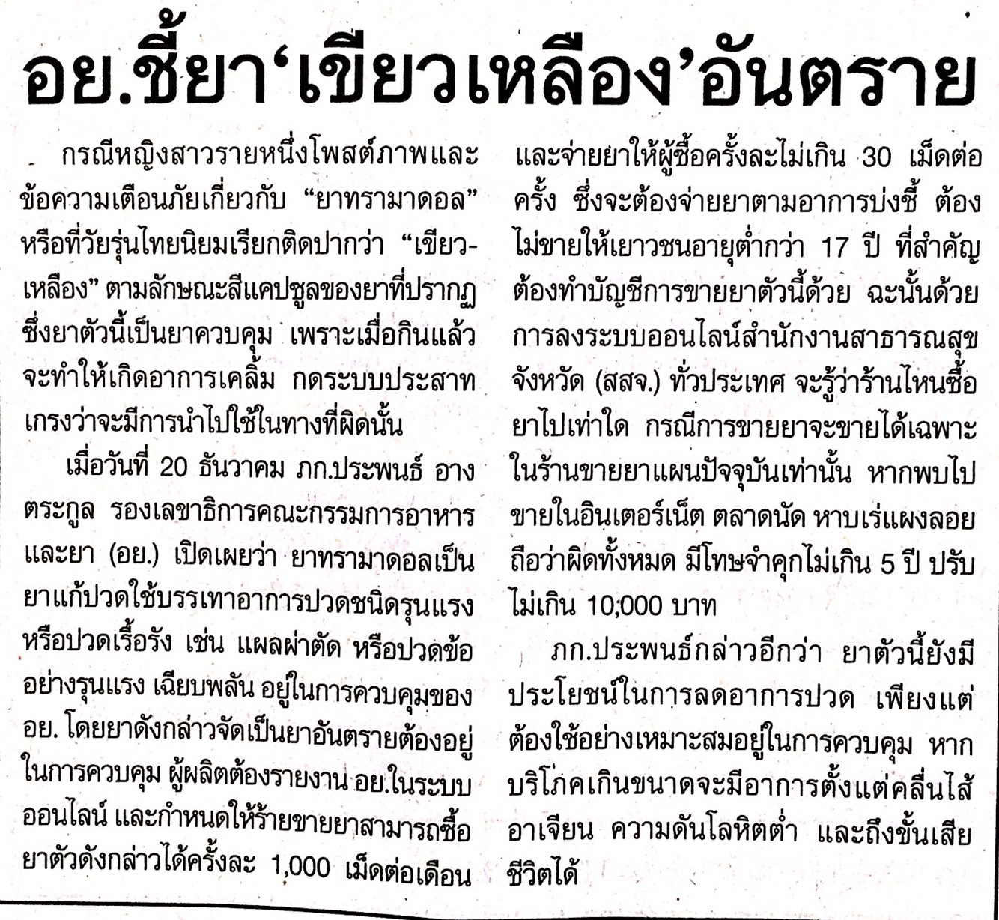 อย.ชี้ยา‘เขียวเหลือง’อันตราย
กรณีหญิงสาวรายหนึ่งโพสต์ภาพและ
ข้อความเตือนภัยเกี่ยวกับ “ยาทรามาดอล”
หรือที่วัยรุ่นไทยนิยมเรียกติดปากว่า “เขียว-
เหลือง” ตามลักษณะสีแคปซูลของยาที่ปรากฏ
ซึ่งยาตัวนี้เป็นยาควบคุม เพราะเมื่อกินแล้ว
จะทำให้เกิดอาการเคลิ้ม กดระบบประสาท
เกรงว่าจะมีการนำไปใช้ในทางที่ผิดนั้น
เมื่อวันที่ 20 ธันวาคม ภก.ประพนธ์ อาง
ตระกูล รองเลขาธิการคณะกรรมการอาหาร
และยา (อย.) เปิดเผยว่า ยาทรามาดอลเป็น
ยาแก้ปวดใช้บรรเทาอาการปวดชนิดรุนแรง
หรือปวดเรื้อรัง เช่น แผลผ่าตัด หรือปวดข้อ
อย่างรุนแรง เฉียบพลัน อยู่ในการควบคุมของ
อย. โดยยาดังกล่าวจัดเป็นยาอันตรายต้องอยู่
ในการควบคุม ผู้ผลิตต้องรายงาน อย.ในระบบ
ออนไลน์ และกำหนดให้ร้ายขายยาสามารถซื้อ
ยาตัวดังกล่าวได้ครั้งละ 1,000 เม็ดต่อเดือน
และจ่ายยาให้ผู้ซื้อครั้งละไม่เกิน 30 เม็ดต่อ
ครั้ง ซึ่งจะต้องจ่ายยาตามอาการบ่งชี้ ต้อง
ไม่ขายให้เยาวชนอายุต่ำกว่า 17 ปี ที่สำคัญ
ต้องทำบัญชีการขายยาตัวนี้ด้วย ฉะนั้นด้วย
การลงระบบออนไลน์สำนักงานสาธารณสุข
จังหวัด (สสจ.) ทั่วประเทศ จะรู้ว่าร้านไหนซื้อ
ยาไปเท่าใด กรณีการขายยาจะขายได้เฉพาะ
ในร้านขายยาแผนปัจจุบันเท่านั้น หากพบไป
ขายในอินเตอร์เน็ต ตลาดนัด หาบเร่แผงลอย
ถือว่าผิดทั้งหมด มีโทษจำคุกไม่เกิน 5 ปี ปรับ
ไม่เกิน 10,000 บาท
ภก.ประพนธ์กล่าวอีกว่า ยาตัวนี้ยังมี
ประโยชน์ในการลดอาการปวด เพียงแต่
ต้องใช้อย่างเหมาะสมอยู่ในการควบคุม หาก
บริโภคเกินขนาดจะมีอาการตั้งแต่คลื่นไส้
อาเจียน ความดันโลหิตต่ำ และถึงขั้นเสีย
ชีวิตได้